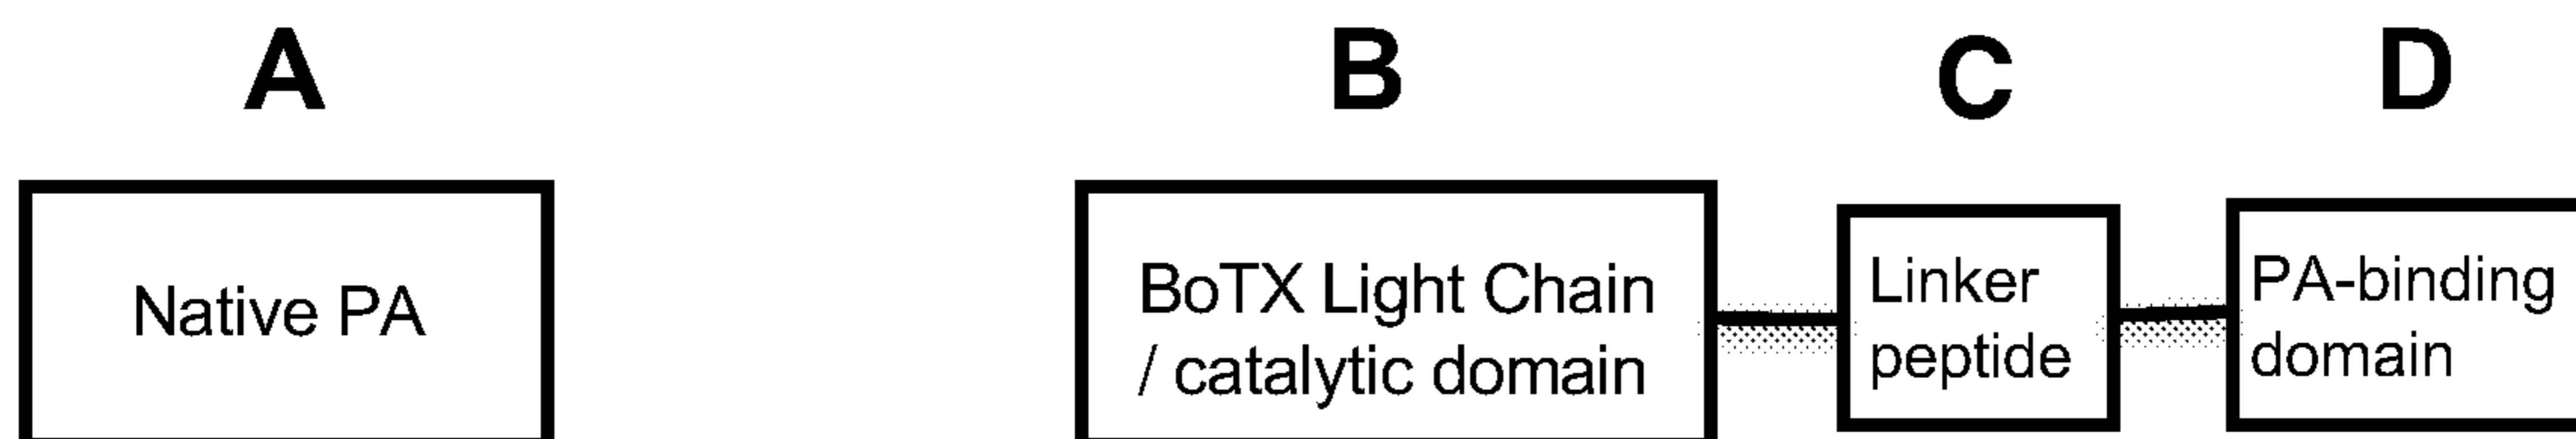 A B C D
Native PA
BoTX Light Chain
/ catalytic domain
Linker
peptide
PA-binding
domain